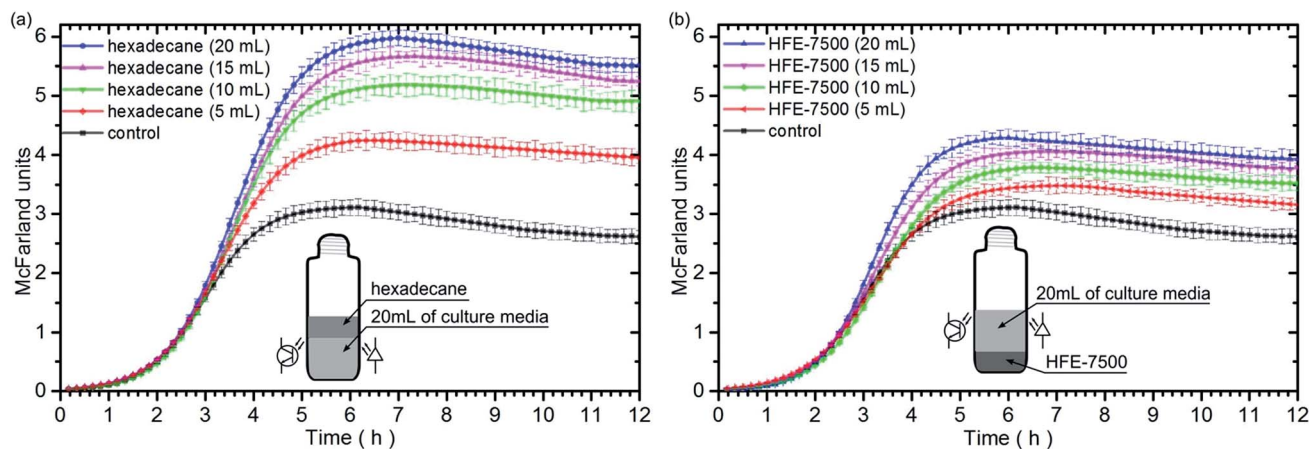 (a)
McFarland units
6
5
4
3
2
1
0
hexadecane (20 mL)
hexadecane (15 mL)
hexadecane (10 mL)
hexadecane (5 mL)
control
hexadecane
20mL of culture media
0 1 2 3 4 5 6 7 8 9 10 11 12
Time ( h )
(b)
McFarland units
6
5
4
3
2
1
0
HFE-7500 (20 mL)
HFE-7500 (15 mL)
HFE-7500 (10 mL)
HFE-7500 (5 mL)
control
20mL of culture media
HFE-7500
0 1 2 3 4 5 6 7 8 9 10 11 12
Time ( h )